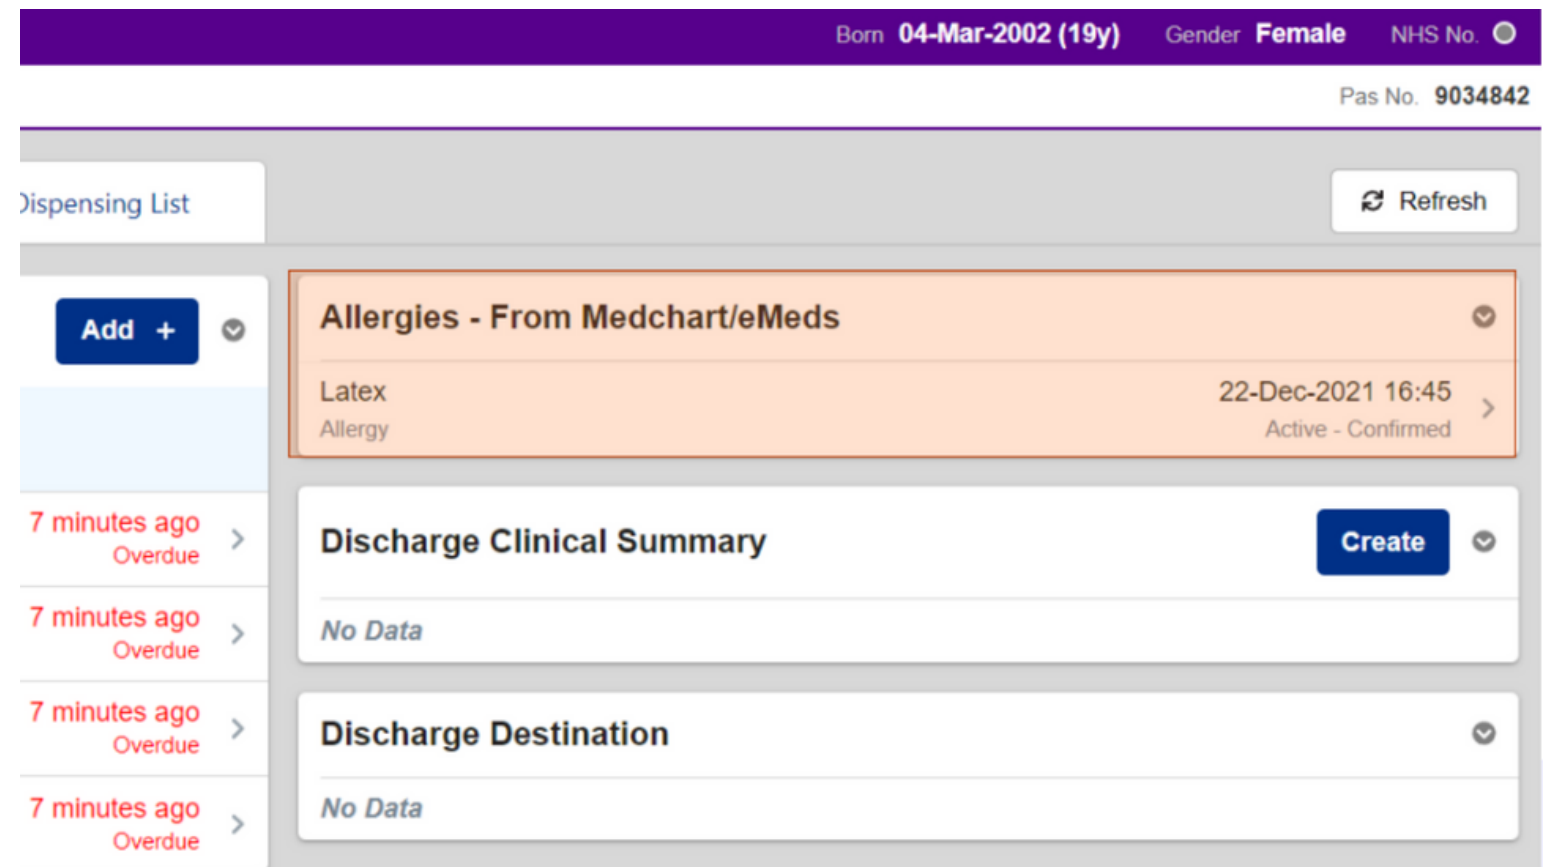 Born 04-Mar-2002 (19y) Gender Female NHS No.
Pas No. 9034842
Dispensing List
Refresh
Add +
7 minutes ago
Overdue
7 minutes ago
Overdue
7 minutes ago
Overdue
7 minutes ago
Overdue
Allergies - From Medchart/eMeds
Latex 22-Dec-2021 16:45
Allergy Active - Confirmed
Discharge Clinical Summary Create
No Data
Discharge Destination
No Data